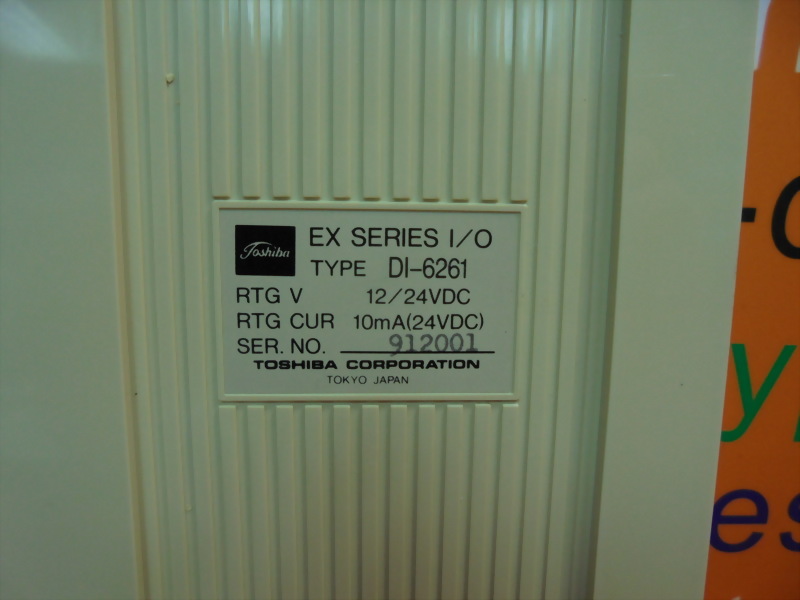 Toshiba
EX SERIES I/O
TYPE DI-6261
RTG V 12/24VDC
RTG CUR 10mA(24VDC)
SER. NO. 912001
TOSHIBA CORPORATION
TOKYO JAPAN